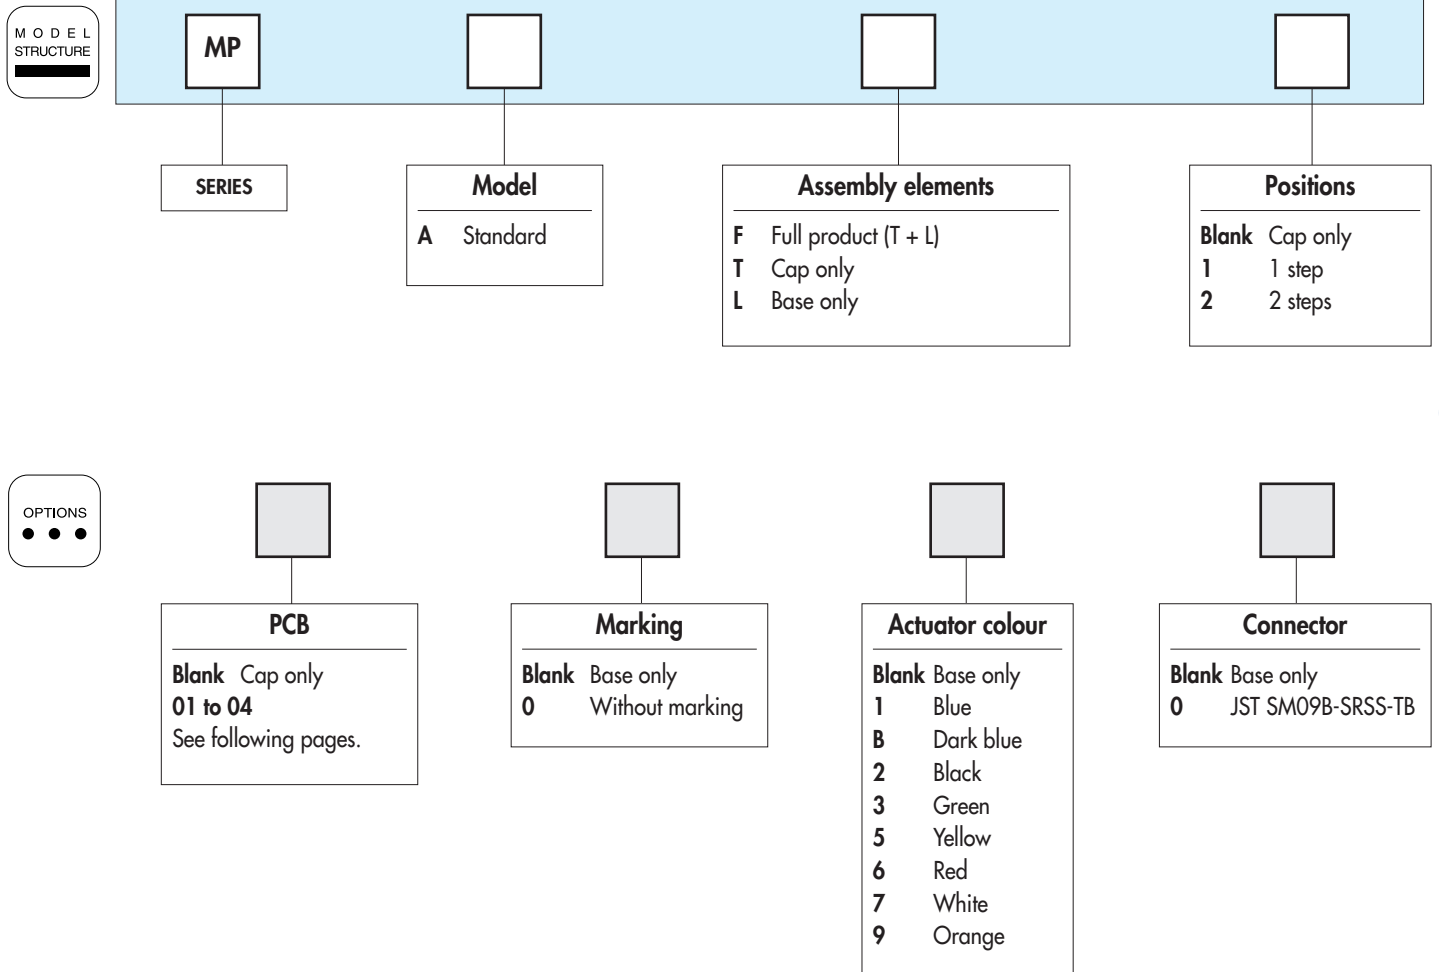 MODEL
STRUCTURE
MP
SERIES
Model
A Standard
Assembly elements
F Full product (T + L)
T Cap only
L Base only
Positions
Blank Cap only
1 1 step
2 2 steps
OPTIONS
PCB
Blank Cap only
01 to 04
See following pages.
Marking
Blank Base only
0 Without marking
Actuator colour
Blank Base only
1 Blue
B Dark blue
2 Black
3 Green
5 Yellow
6 Red
7 White
9 Orange
Connector
Blank Base only
0 JST SM09B-SRSS-TB